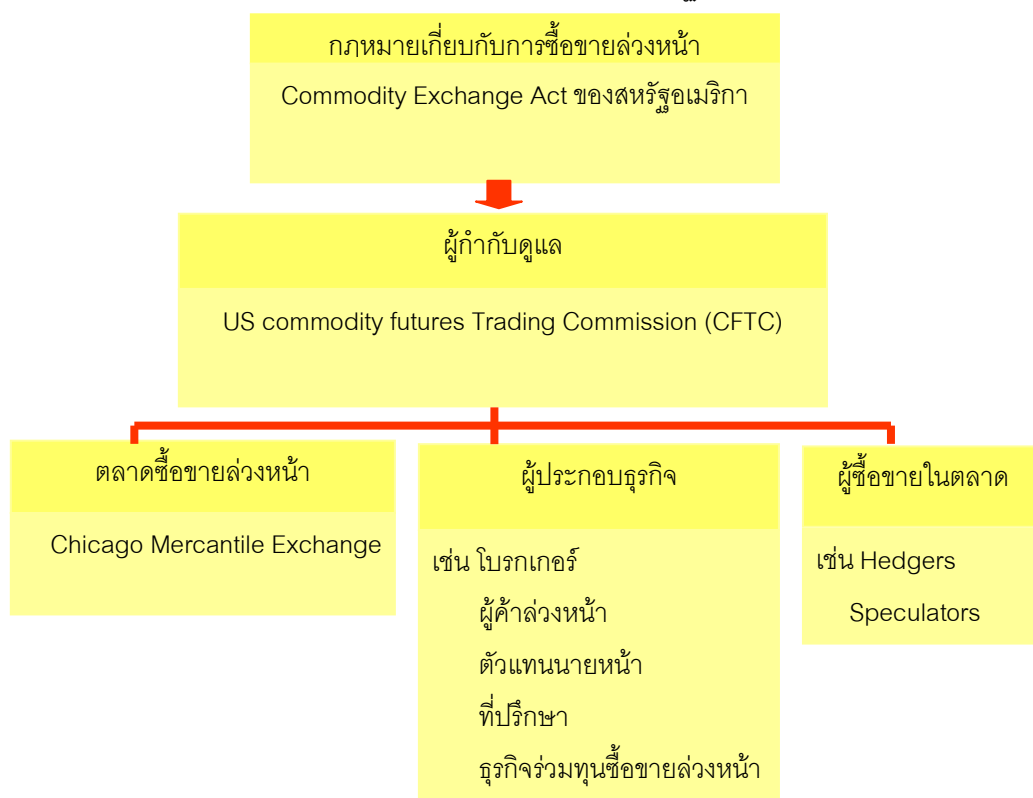 กฎหมายเกี่ยบกับการซื้อขายล่วงหน้า
Commodity Exchange Act ของสหรัฐอเมริกา
ผู้กำกับดูแล
US commodity futures Trading Commission (CFTC)
ตลาดซื้อขายล่วงหน้า
Chicago Mercantile Exchange
ผู้ประกอบธุรกิจ
เช่น โบรกเกอร์
ผู้ค้าล่วงหน้า
ตัวแทนนายหน้า
ที่ปรึกษา
ธุรกิจร่วมทุนซื้อขายล่วงหน้า
ผู้ซื้อขายในตลาด
เช่น Hedgers
Speculators